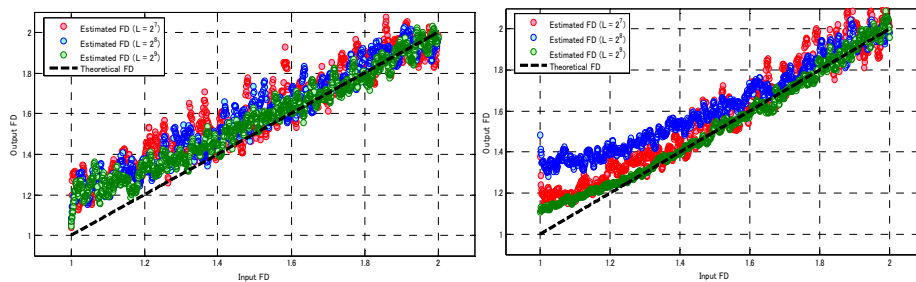 Estimated FD (L = 2⁷)
Estimated FD (L = 2⁸)
Estimated FD (L = 2⁹)
Theoretical FD
Output FD
2
1.8
1.6
1.4
1.2
1
1
1.2
1.4
1.6
1.8
2
Input FD
Estimated FD (L = 2⁷)
Estimated FD (L = 2⁸)
Estimated FD (L = 2⁹)
Theoretical FD
Output FD
2
1.8
1.6
1.4
1.2
1
1
1.2
1.4
1.6
1.8
2
Input FD